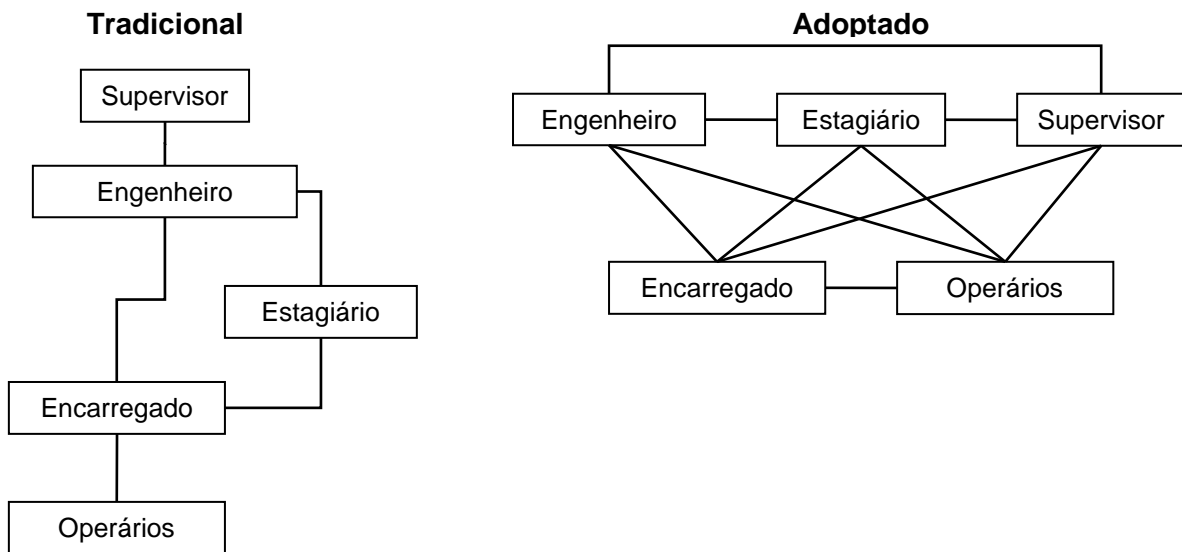 Tradicional
Supervisor
Engenheiro
Estagiário
Encarregado
Operários
Adoptado
Engenheiro
Estagiário
Supervisor
Encarregado
Operários